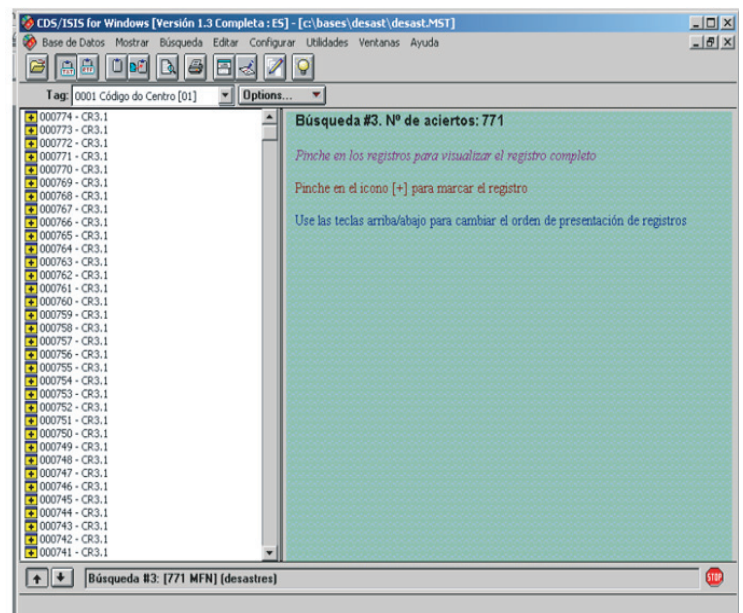 CDS/ISIS for Windows [Versión 1.3 Completa : ES] - [c:\bases\desast\desast.MST]
Base de Datos Mostrar Búsqueda Editar Configurar Utilidades Ventanas Ayuda
Tag: 0001 Código do Centro [01] Options...
000774 - CR3.1
000773 - CR3.1
000772 - CR3.1
000771 - CR3.1
000770 - CR3.1
000769 - CR3.1
000768 - CR3.1
000767 - CR3.1
000766 - CR3.1
000765 - CR3.1
000764 - CR3.1
000763 - CR3.1
000762 - CR3.1
000761 - CR3.1
000760 - CR3.1
000759 - CR3.1
000758 - CR3.1
000757 - CR3.1
000756 - CR3.1
000755 - CR3.1
000754 - CR3.1
000753 - CR3.1
000752 - CR3.1
000751 - CR3.1
000750 - CR3.1
000749 - CR3.1
000748 - CR3.1
000747 - CR3.1
000746 - CR3.1
000745 - CR3.1
000744 - CR3.1
000743 - CR3.1
000742 - CR3.1
000741 - CR3.1
Búsqueda #3. Nº de aciertos: 771
Pinche en los registros para visualizar el registro completo
Pinche en el icono [+] para marcar el registro
Use las teclas arriba/abajo para cambiar el orden de presentación de registros
Búsqueda #3: [771 MFN] (desastres)
STOP